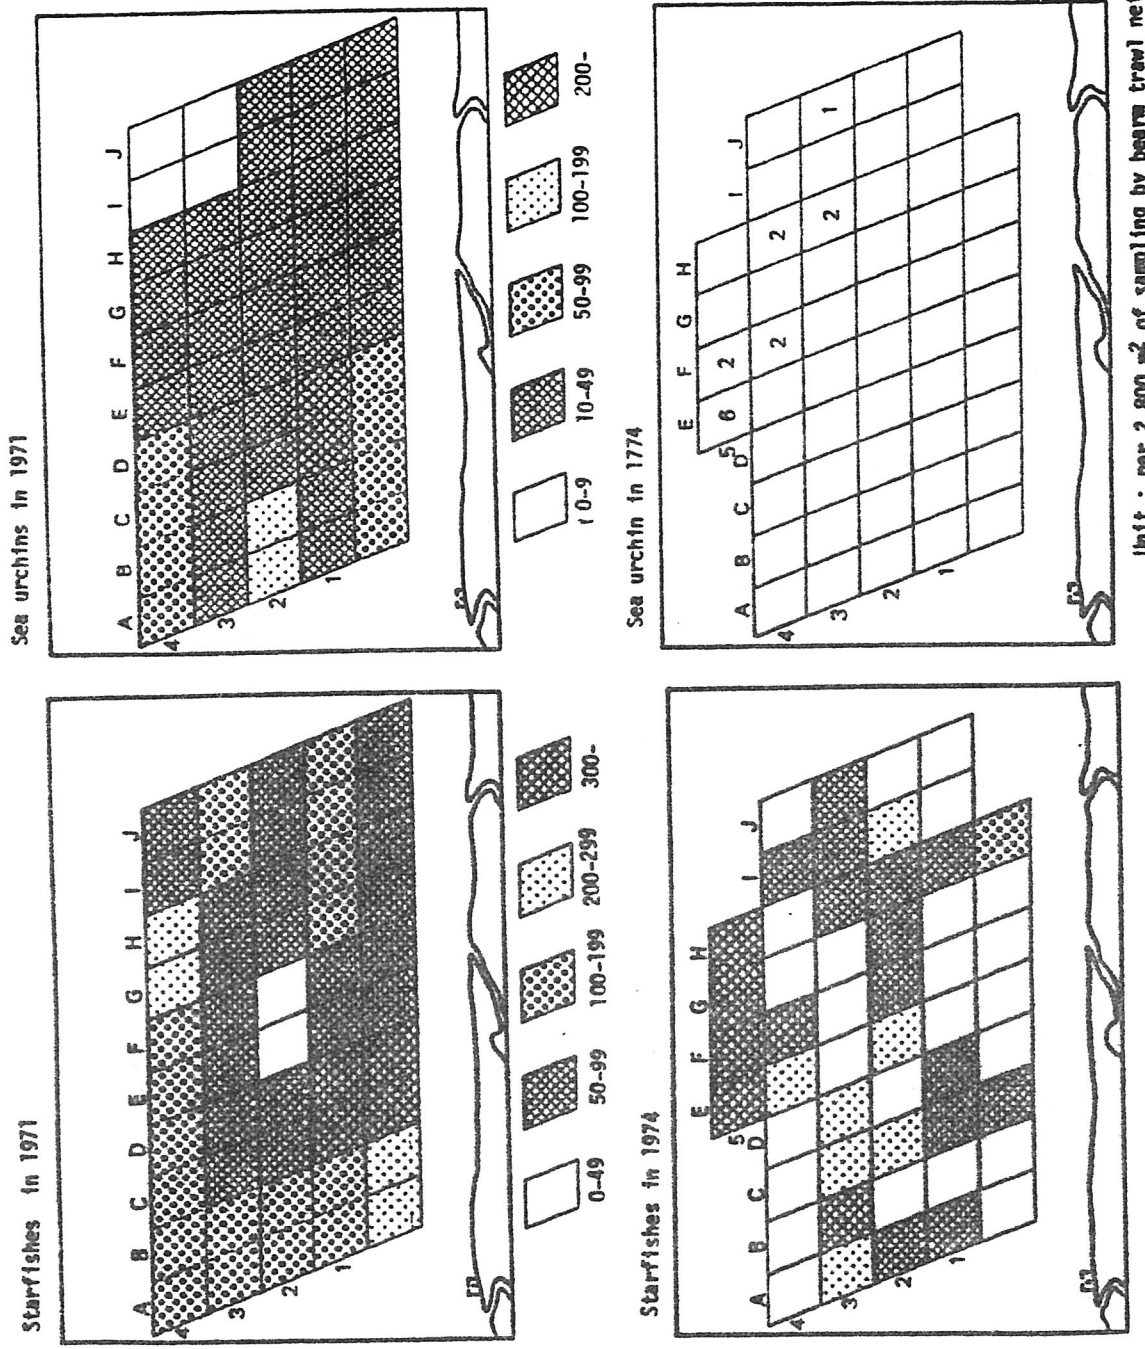 Starfishes in 1971
A B C D E F G H I J
4
3
2
1
0-49 50-99 100-199 200-299 300-
Sea urchins in 1971
A B C D E F G H I J
4
3
2
1
0-9 10-49 50-99 100-199 200-
Starfishes in 1974
E F G H
5
A B C D I J
4
3
2
1
Sea urchin in 1774
E F G H
5 6 2
A B C D I J
4 2 2
3 2 1
2
1
Unit · per 2,800 m² of sampling by bearm trawl net